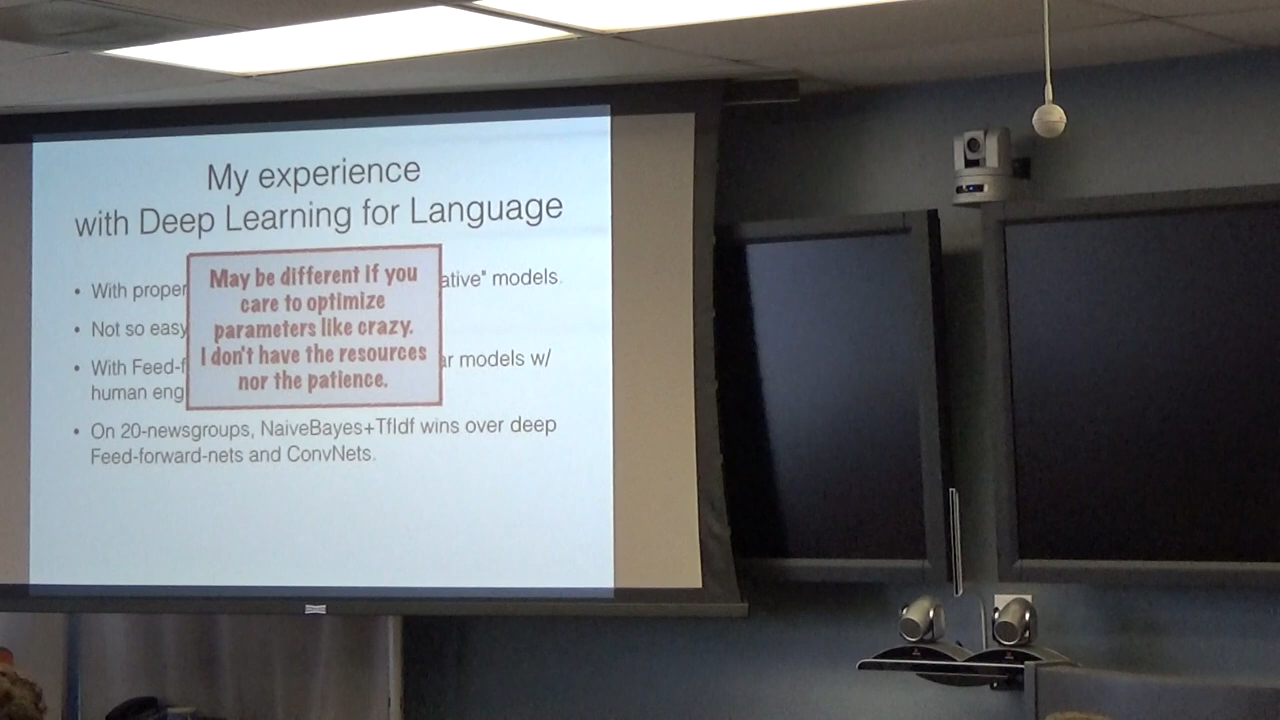 My experience
with Deep Learning for Language
May be different if you
care to optimize
parameters like crazy.
I don't have the resources
nor the patience.
• With proper ative" models.
• Not so easy
• With Feed-f ar models w/
human eng
• On 20-newsgroups, NaiveBayes+TfIdf wins over deep
Feed-forward-nets and ConvNets.